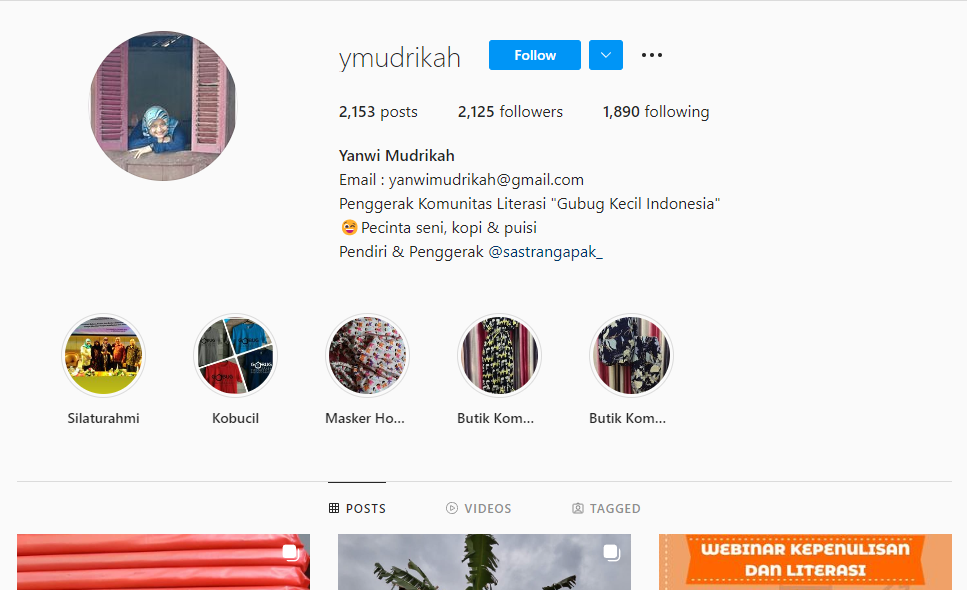 ymudrikah
Follow
2,153 posts 2,125 followers 1,890 following
Yanwi Mudrikah
Email : yanwimudrikah@gmail.com
Penggerak Komunitas Literasi "Gubug Kecil Indonesia"
😆Pecinta seni, kopi & puisi
Pendiri & Penggerak @sastrangapak_
Silaturahmi Kobucil Masker Ho... Butik Kom... Butik Kom...
POSTS VIDEOS TAGGED
WEBINAR KEPENULISAN
DAN LITERASI